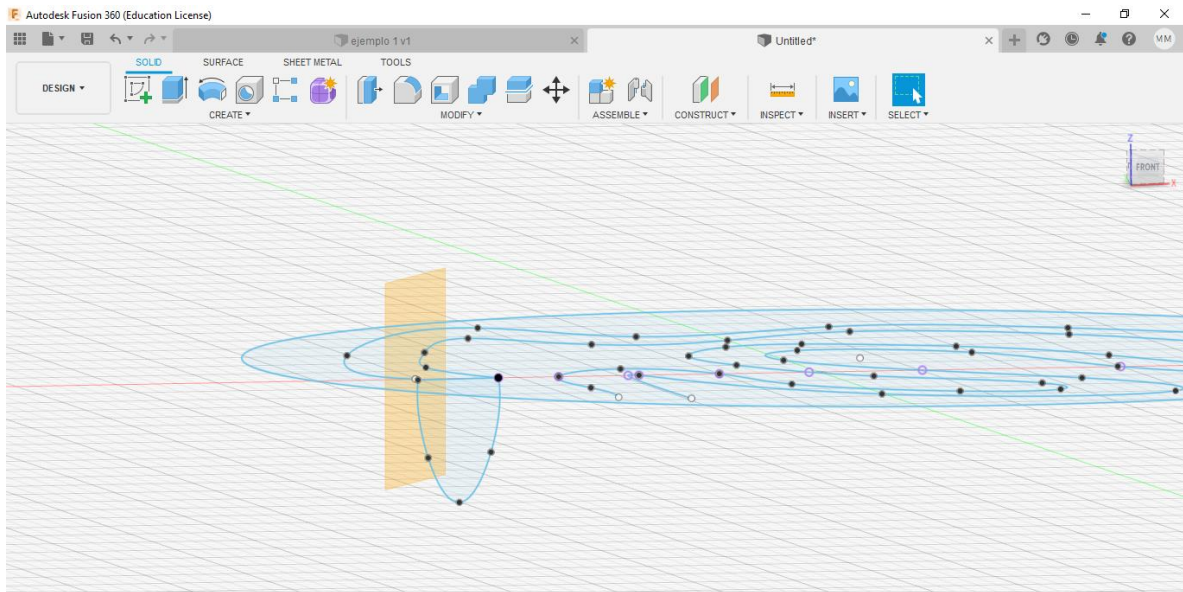 Autodesk Fusion 360 (Education License)
ejemplo 1 v1
Untitled*
MM
SOLID SURFACE SHEET METAL TOOLS
DESIGN
CREATE MODIFY ASSEMBLE CONSTRUCT INSPECT INSERT SELECT
Z
FRONT
X